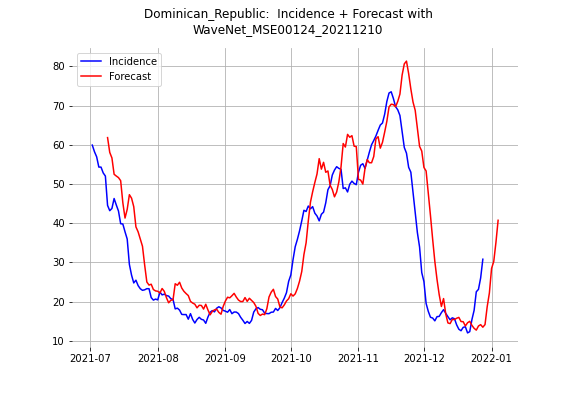 Dominican_Republic:  Incidence + Forecast with
WaveNet_MSE00124_20211210
Incidence
Forecast
80
70
60
50
40
30
20
10
2021-07 2021-08 2021-09 2021-10 2021-11 2021-12 2022-01